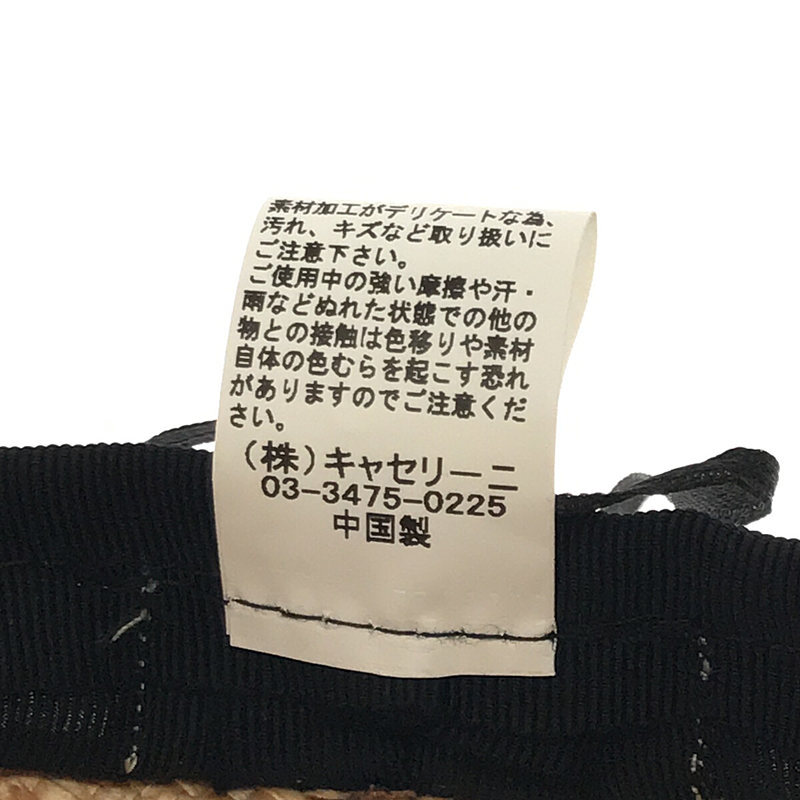 素材加工がデリケートな為、
汚れ、キズなど取り扱いに
ご注意下さい。
ご使用中の強い摩擦や汗・
雨などぬれた状態での他の
物との接触は色移りや素材
自体の色むらを起こす恐れ
がありますのでご注意くだ
さい。
(株)キャセリーニ
03-3475-0225
中国製